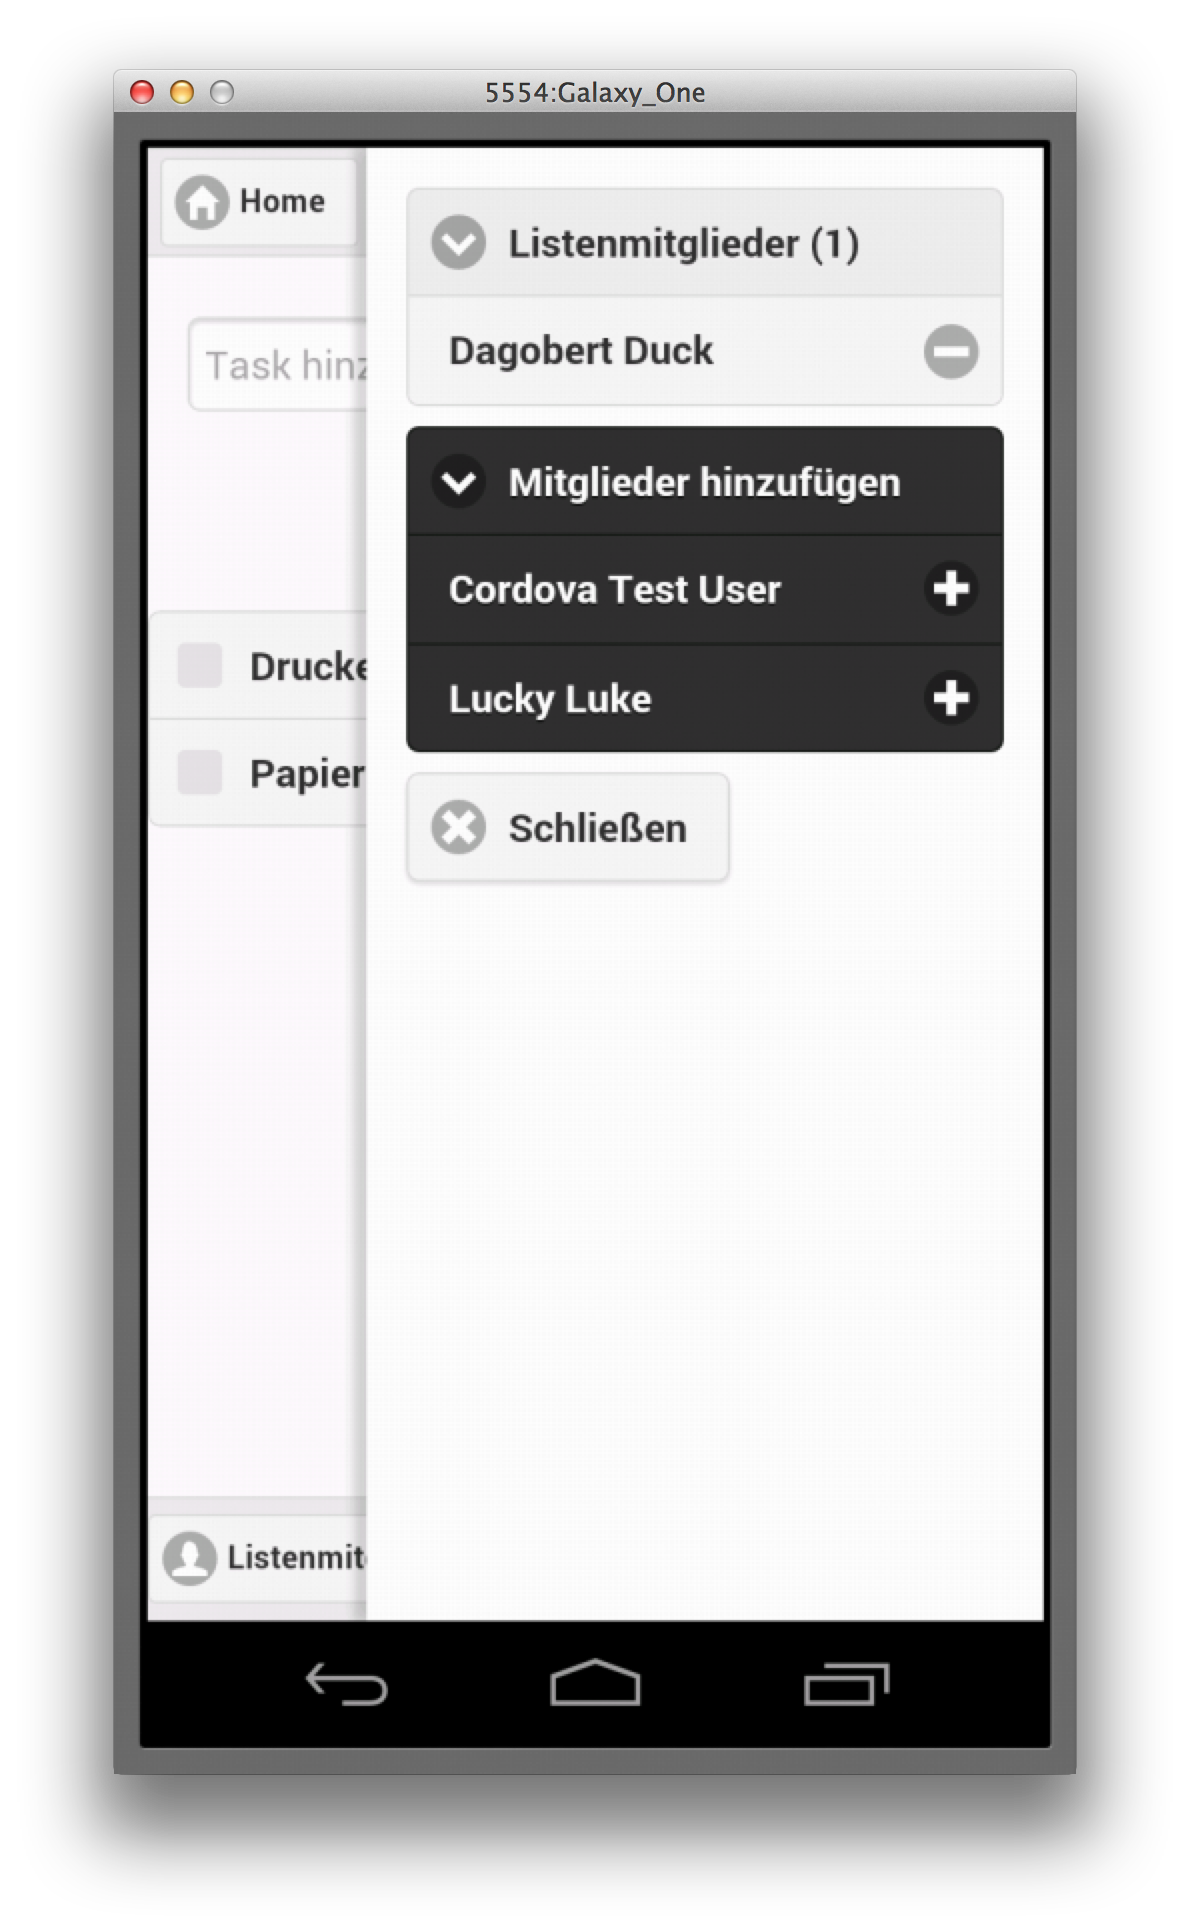 5554:Galaxy_One
Home
Task hinz
Drucke
Papier
Listenmit
Listenmitglieder (1)
Dagobert Duck
Mitglieder hinzufügen
Cordova Test User
Lucky Luke
Schließen